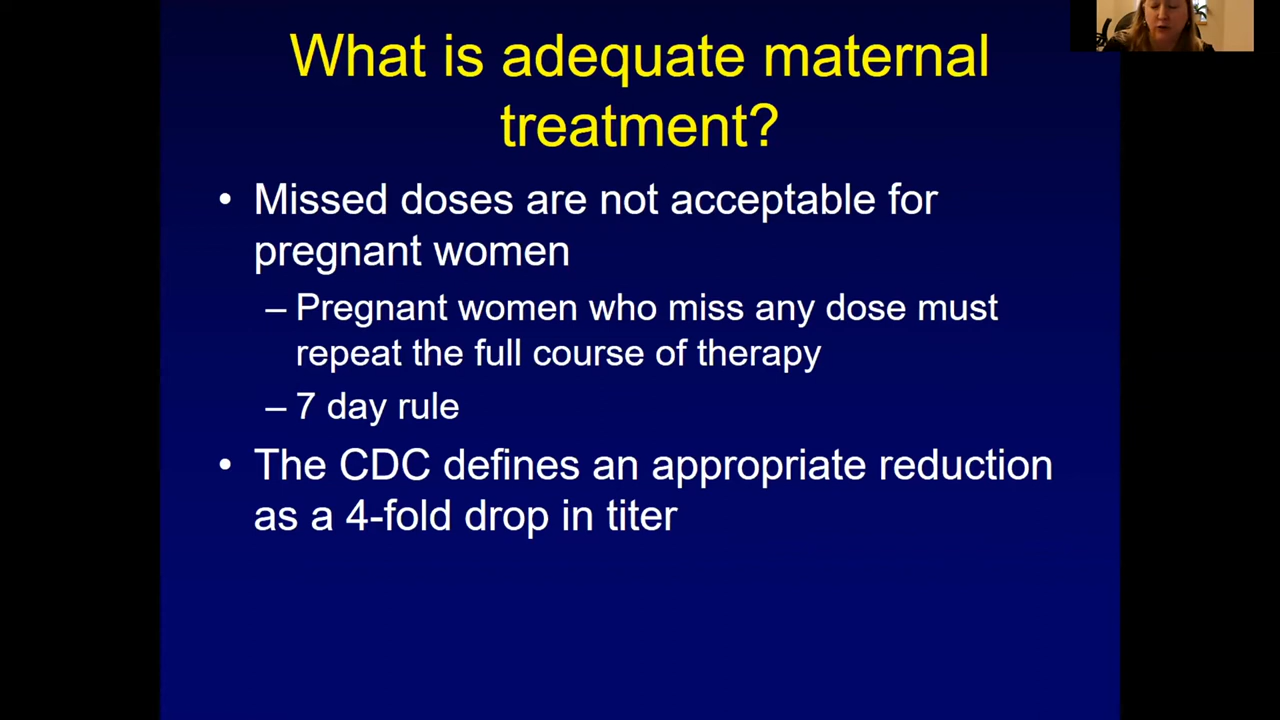 What is adequate maternal
treatment?
• Missed doses are not acceptable for
pregnant women
– Pregnant women who miss any dose must
repeat the full course of therapy
– 7 day rule
• The CDC defines an appropriate reduction
as a 4-fold drop in titer